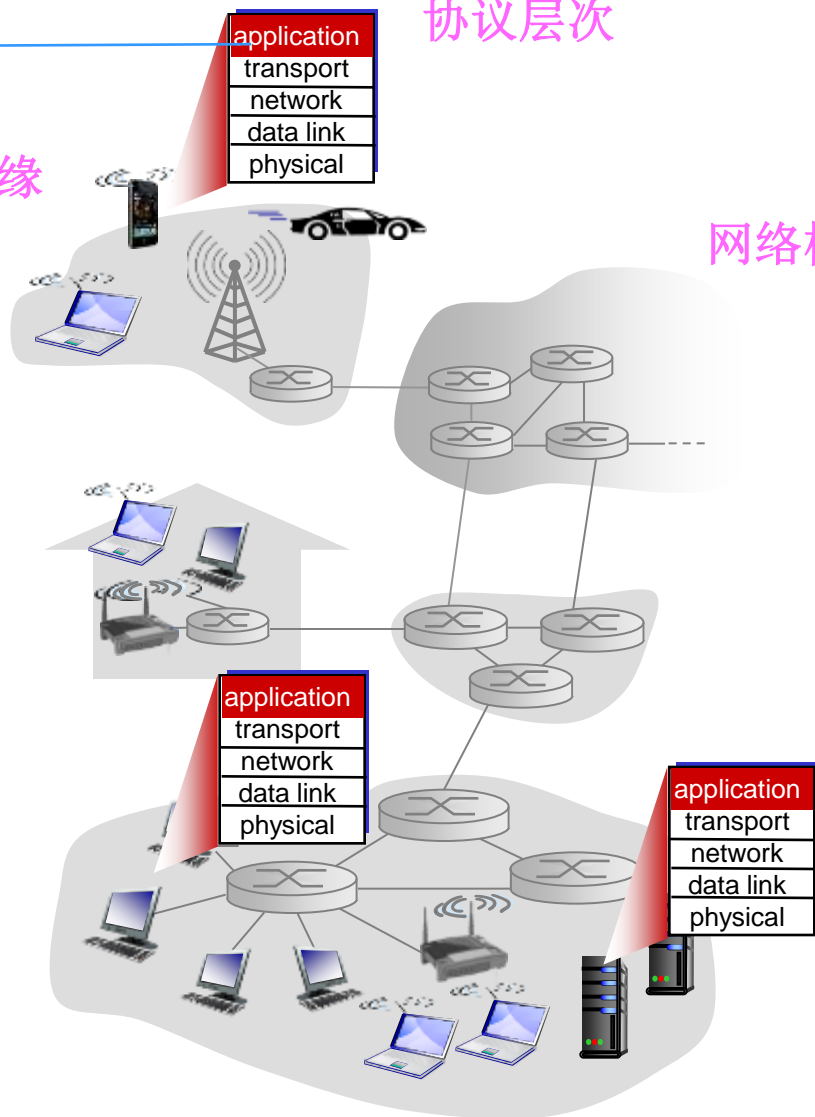 协议层次
application
transport
network
data link
physical
缘
网络
application
transport
network
data link
physical
application
transport
network
data link
physical